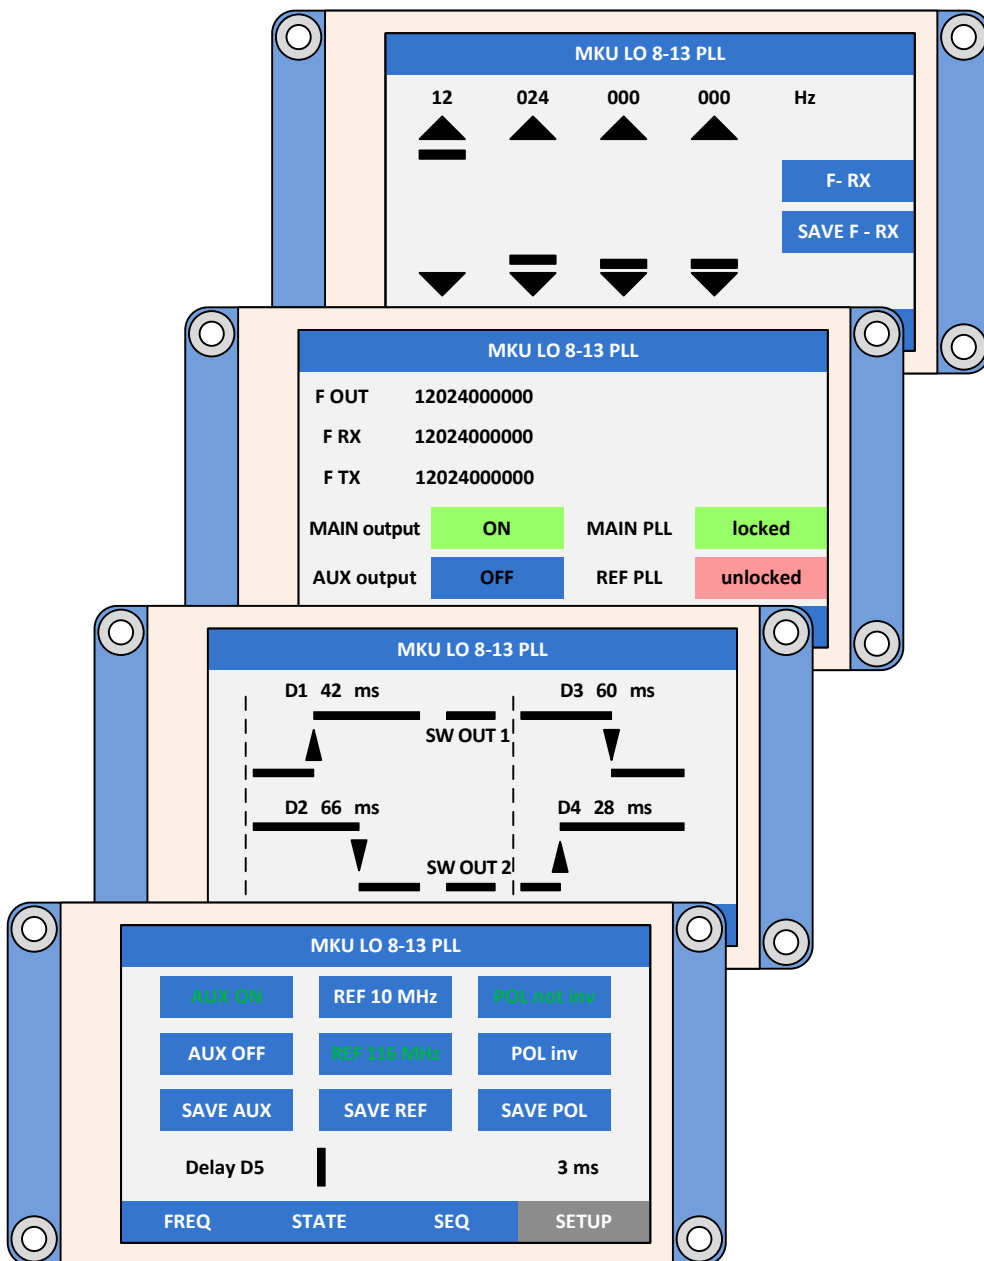 MKU LO 8-13 PLL
12 024 000 000 Hz
F- RX
SAVE F - RX
MKU LO 8-13 PLL
F OUT 12024000000
F RX 12024000000
F TX 12024000000
MAIN output ON MAIN PLL locked
AUX output OFF REF PLL unlocked
MKU LO 8-13 PLL
D1 42 ms D3 60 ms
SW OUT 1
D2 66 ms D4 28 ms
SW OUT 2
MKU LO 8-13 PLL
AUX ON REF 10 MHz POL not inv
AUX OFF REF 116 MHz POL inv
SAVE AUX SAVE REF SAVE POL
Delay D5 3 ms
FREQ STATE SEQ SETUP